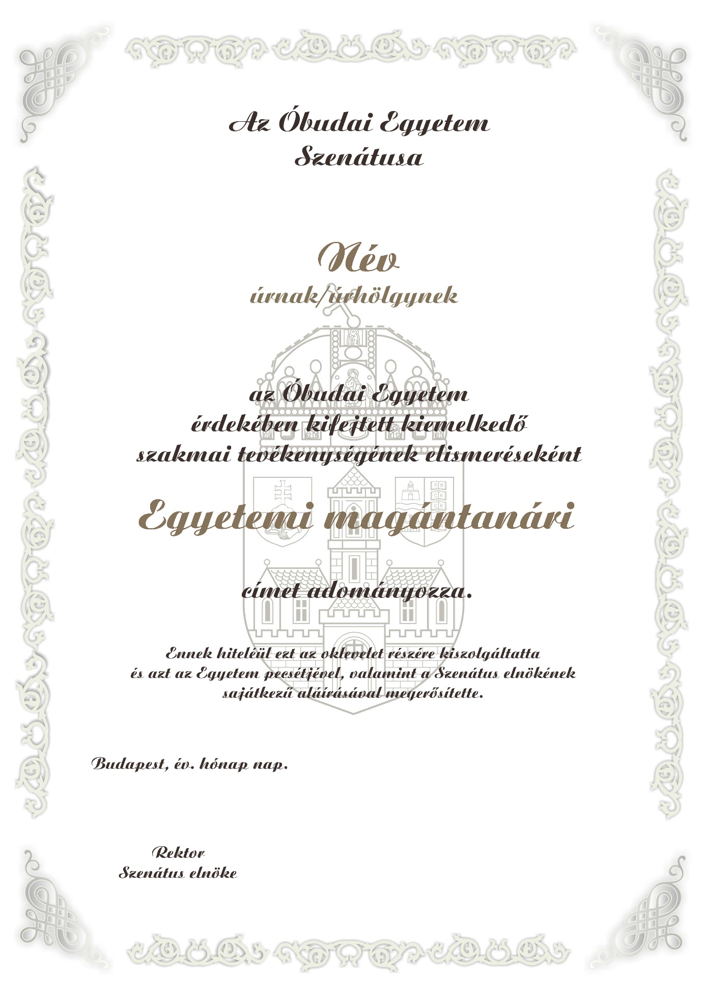 Az Óbudai Egyetem
Szenátusa
Név
úrnak/úrhölgynek
az Óbudai Egyetem
érdekében kifejtett kiemelkedő
szakmai tevékenységének elismeréseként
Egyetemi magántanári
címet adományozza.
Ennek hiteléül ezt az oklevelet részére kiszolgáltatta
és azt az Egyetem pecsétjével, valamint a Szenátus elnökének
sajátkezű aláírásával megerősítette.
Budapest, év. hónap nap.
Rektor
Szenátus elnöke